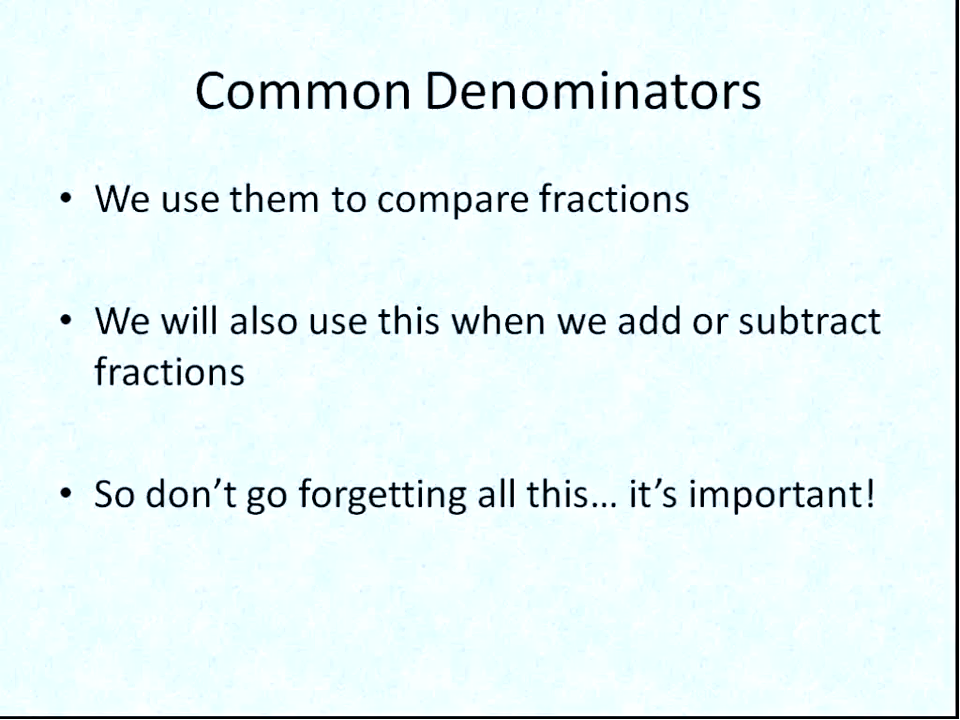 Common Denominators
• We use them to compare fractions
• We will also use this when we add or subtract
fractions
• So don’t go forgetting all this… it’s important!